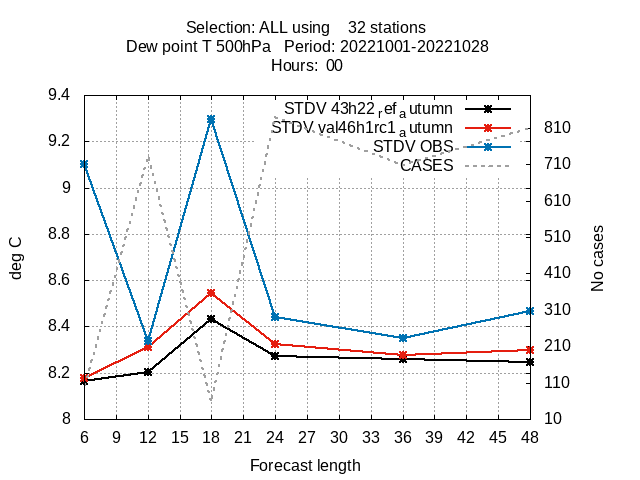 Selection: ALL using    32 stations
Dew point T 500hPa   Period: 20221001-20221028
Hours:  00
9.4
9.2
9
8.8
8.6
8.4
8.2
8
deg C
STDV 43h22ref autumn
STDV val46h1rc1autumn
STDV OBS
CASES
810
710
610
510
410
310
210
110
10
No cases
6 9 12 15 18 21 24 27 30 33 36 39 42 45 48
Forecast length